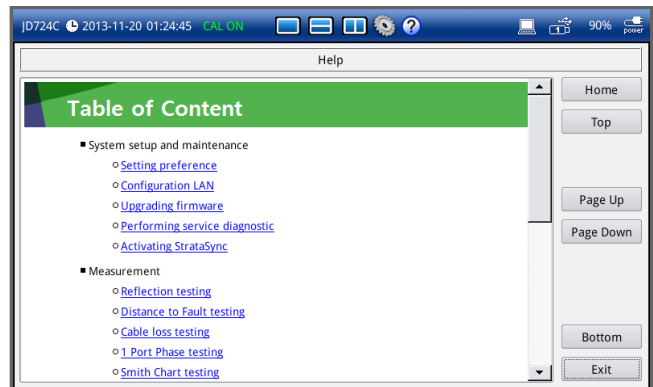 JD724C 2013-11-20 01:24:45 CAL ON ? 90% power
Help
Table of Content
System setup and maintenance
Setting preference
Configuration LAN
Upgrading firmware
Performing service diagnostic
Activating StrataSync
Measurement
Reflection testing
Distance to Fault testing
Cable loss testing
1 Port Phase testing
Smith Chart testing
Home
Top
Page Up
Page Down
Bottom
Exit